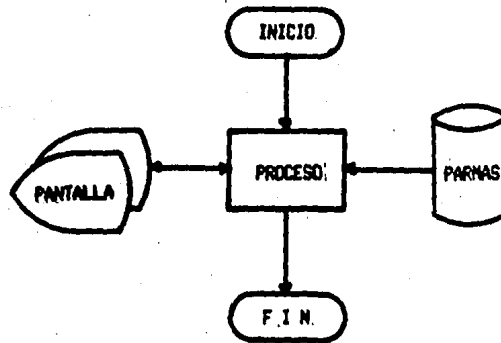 INICIO
PANTALLA
PROCESO
PARMAS
F I N